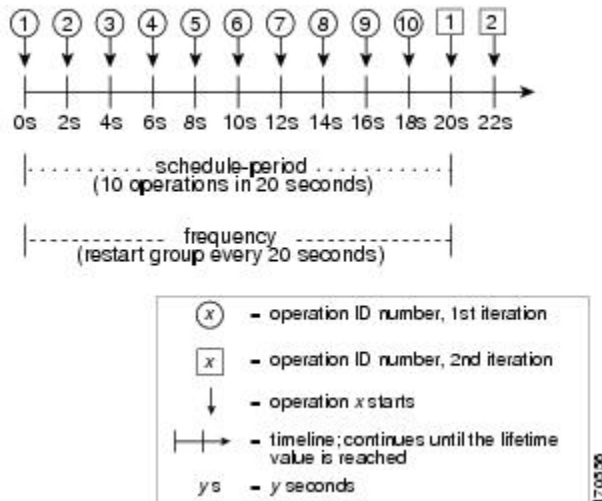 1 2 3 4 5 6 7 8 9 10 1 2
0s 2s 4s 6s 8s 10s 12s 14s 16s 18s 20s 22s
schedule-period
(10 operations in 20 seconds)
frequency
(restart group every 20 seconds)
x = operation ID number, 1st iteration
x = operation ID number, 2nd iteration
= operation x starts
= timeline; continues until the lifetime
value is reached
y s = y seconds
170556